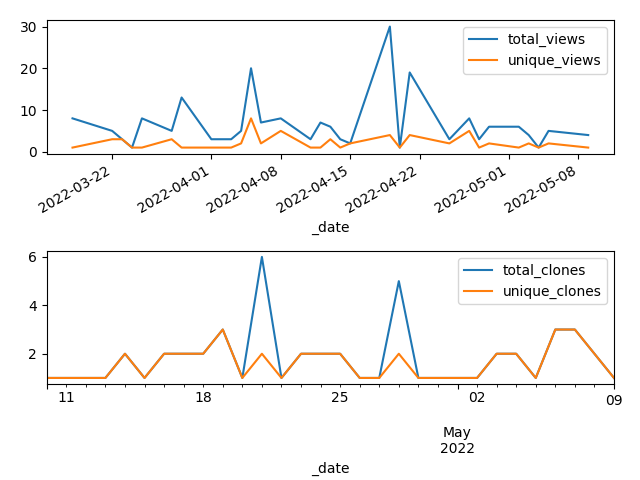 30
20
10
0
total_views
unique_views
2022-03-22
2022-04-01
2022-04-08
2022-04-15
2022-04-22
2022-05-01
2022-05-08
_date
6
4
2
total_clones
unique_clones
11
18
25
02
09
May
2022
_date